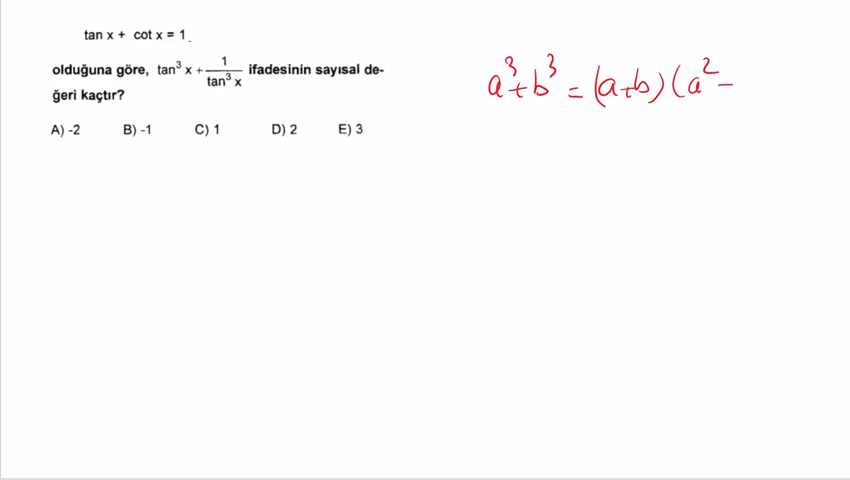 tan x + cot x = 1
olduğuna göre, tan³ x + 1/tan³ x ifadesinin sayısal de-
ğeri kaçtır?
A) -2 B) -1 C) 1 D) 2 E) 3
a³ + b³ = (a+b) (a² -